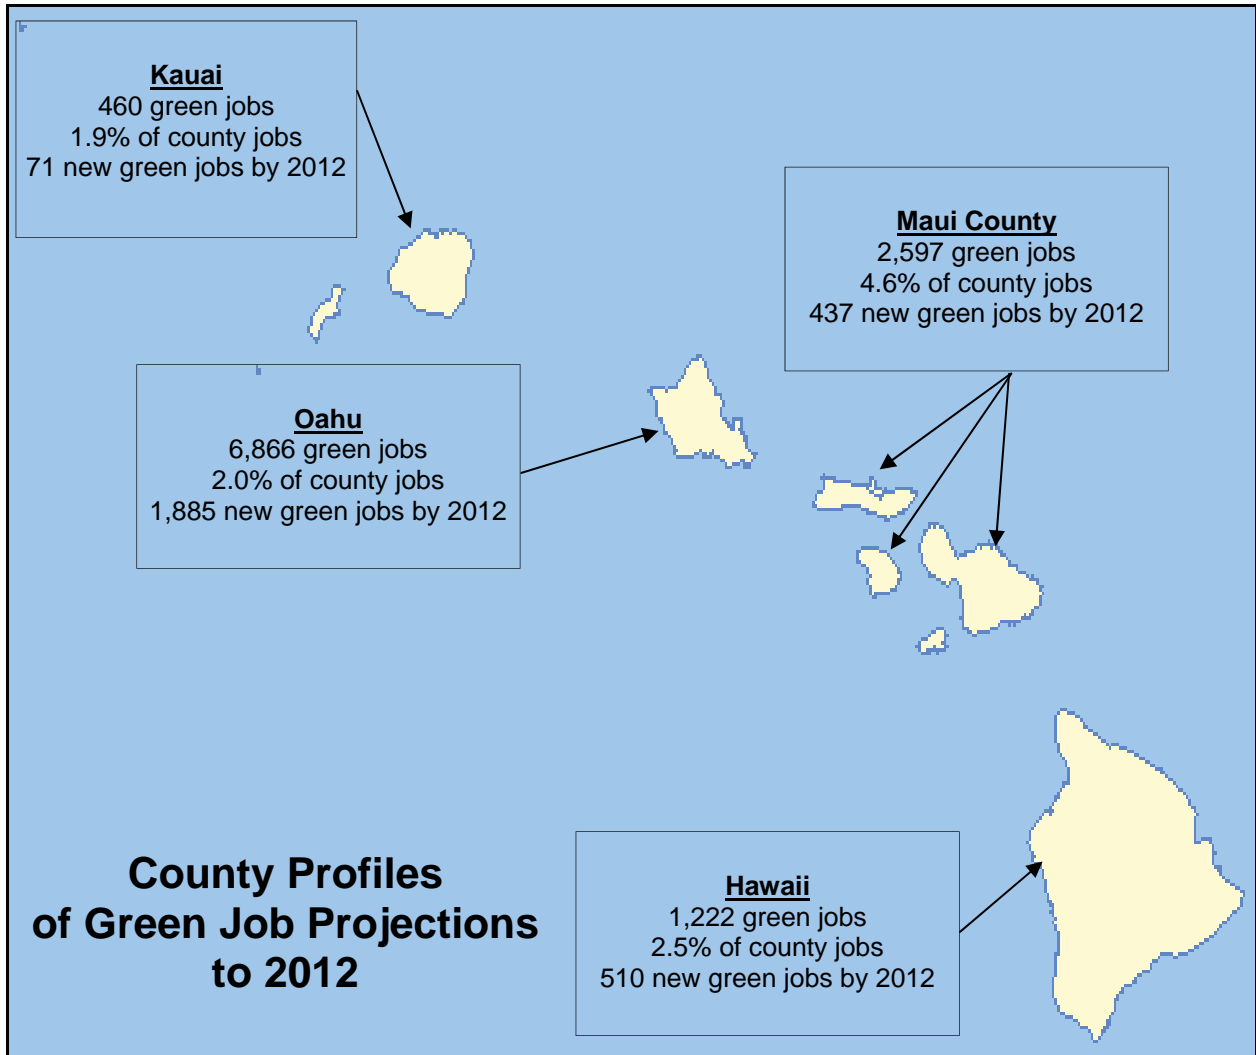 Kauai
460 green jobs
1.9% of county jobs
71 new green jobs by 2012
Maui County
2,597 green jobs
4.6% of county jobs
437 new green jobs by 2012
Oahu
6,866 green jobs
2.0% of county jobs
1,885 new green jobs by 2012
Hawaii
1,222 green jobs
2.5% of county jobs
510 new green jobs by 2012
County Profiles
of Green Job Projections
to 2012